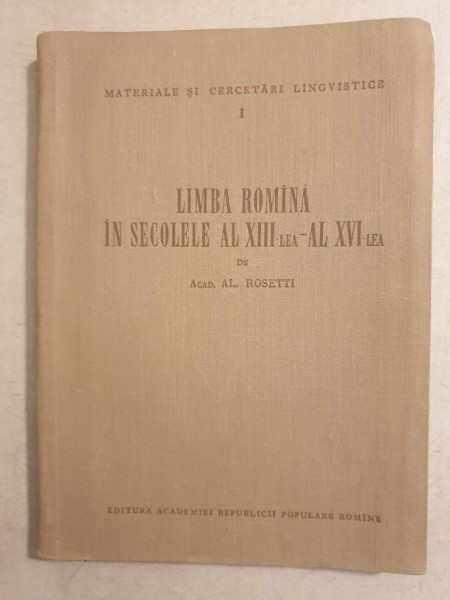 MATERIALE ȘI CERCETĂRI LINGVISTICE
I
LIMBA ROMÎNĂ
ÎN SECOLELE AL XIII-LEA - AL XVI-LEA
DE
ACAD. AL. ROSETTI
EDITURA ACADEMIEI REPUBLICII POPULARE ROMÎNE